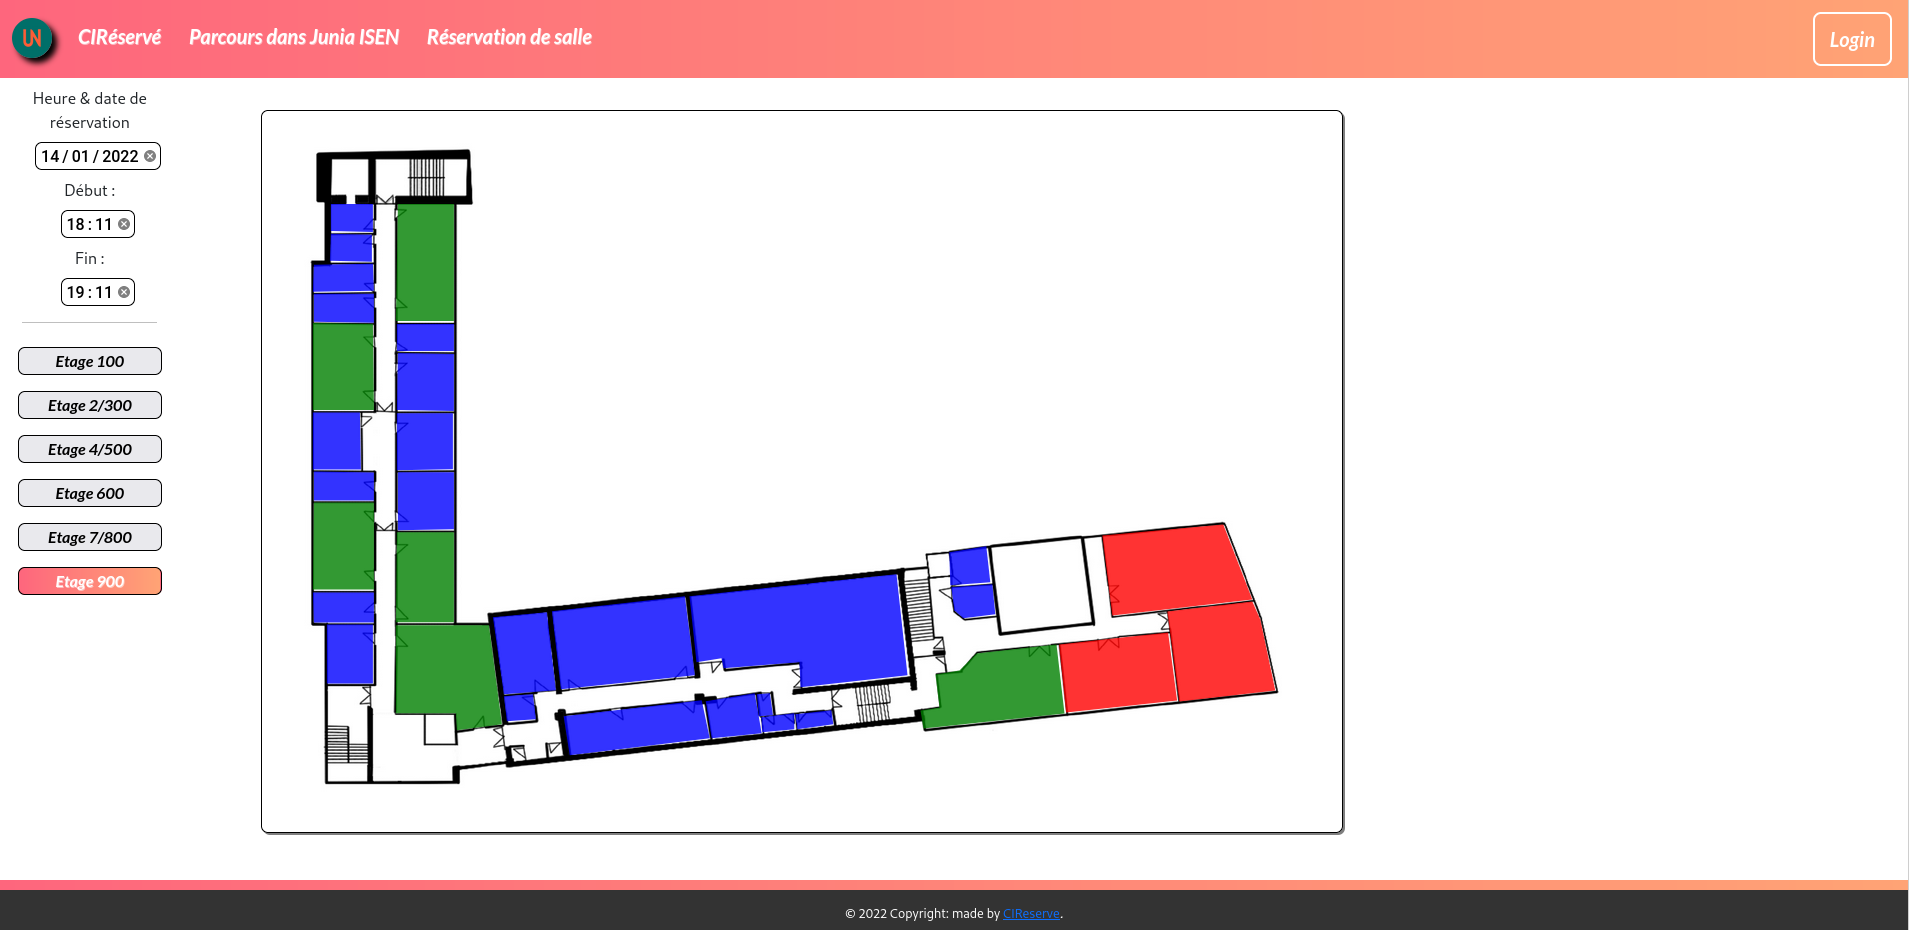 UN
CIRéservé
Parcours dans Junia ISEN
Réservation de salle
Login
Heure & date de
réservation
14/01/2022
Début :
18:11
Fin :
19:11
Etage 100
Etage 2/300
Etage 4/500
Etage 600
Etage 7/800
Etage 900
© 2022 Copyright: made by CIReserve.